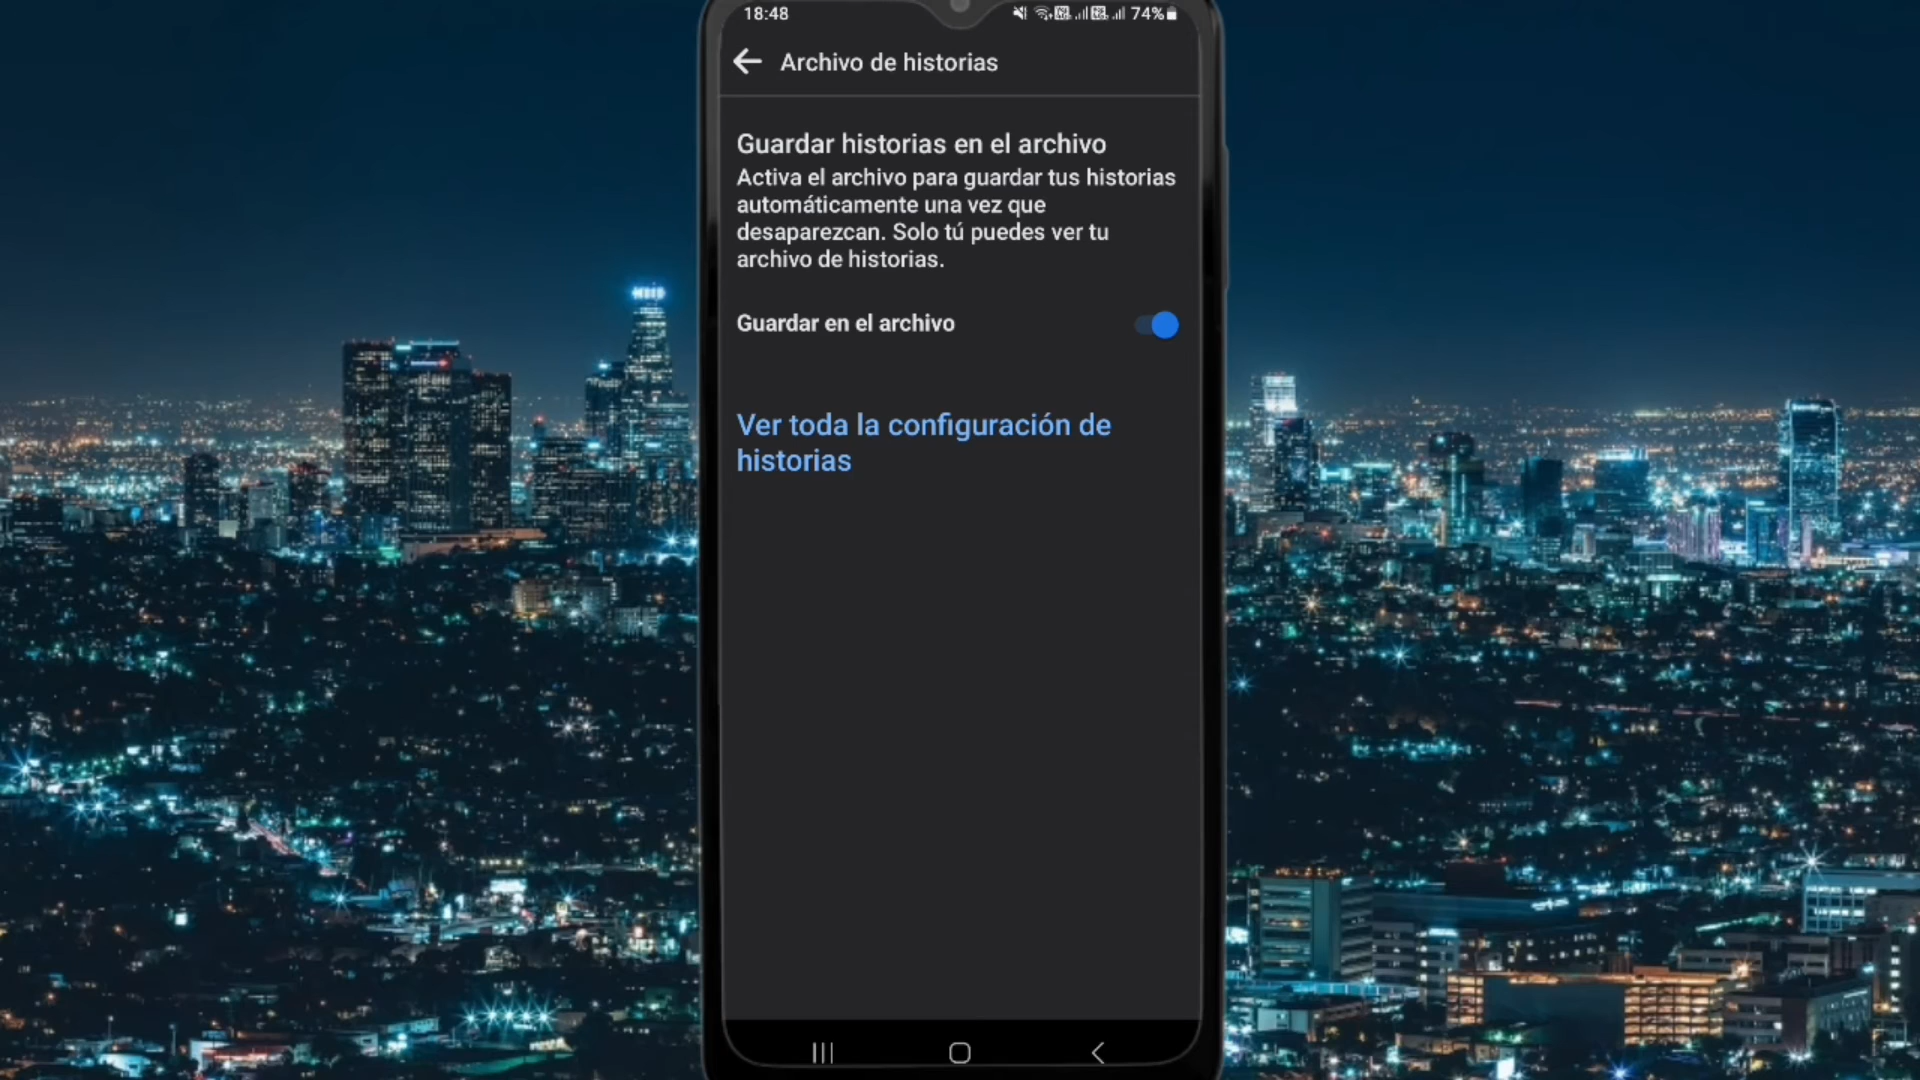 18:48
74%
Archivo de historias
Guardar historias en el archivo
Activa el archivo para guardar tus historias
automáticamente una vez que
desaparezcan. Solo tú puedes ver tu
archivo de historias.
Guardar en el archivo
Ver toda la configuración de
historias